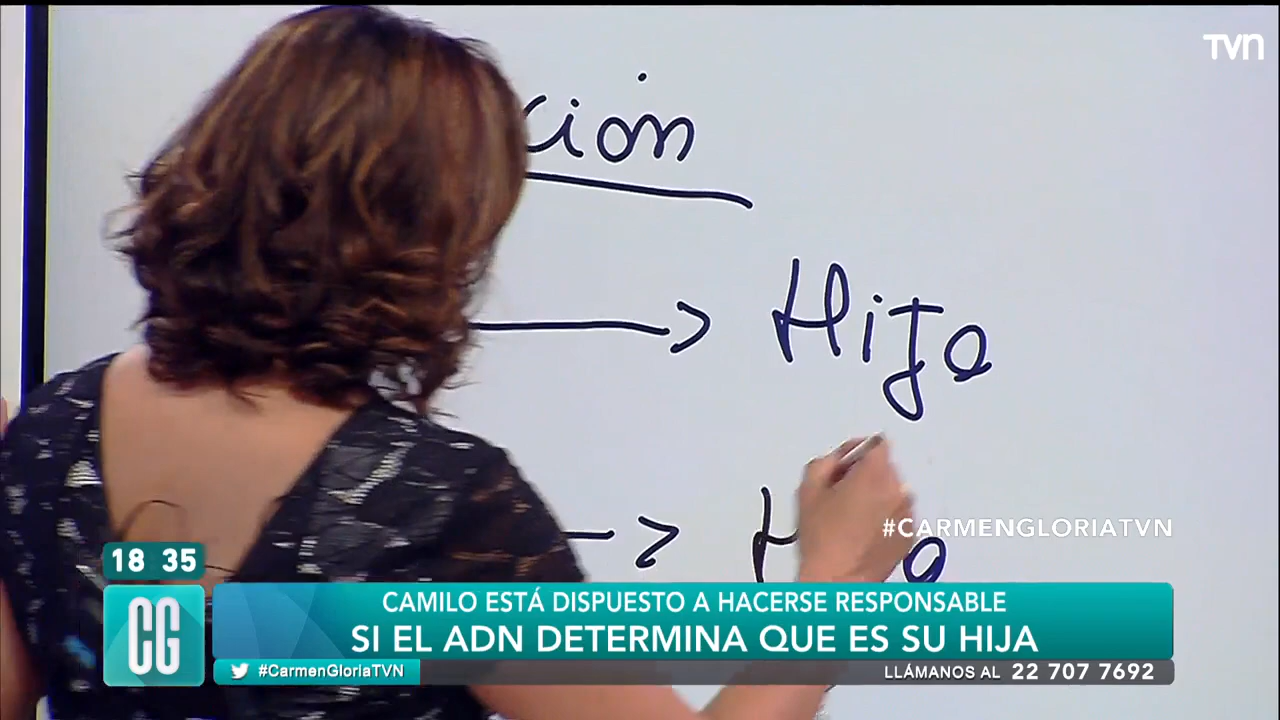 TVN
ción
→ Hijo
→ H o
#CARMENGLORIATVN
18 35
CG
CAMILO ESTÁ DISPUESTO A HACERSE RESPONSABLE
SI EL ADN DETERMINA QUE ES SU HIJA
#CarmenGloriaTVN
LLÁMANOS AL 22 707 7692